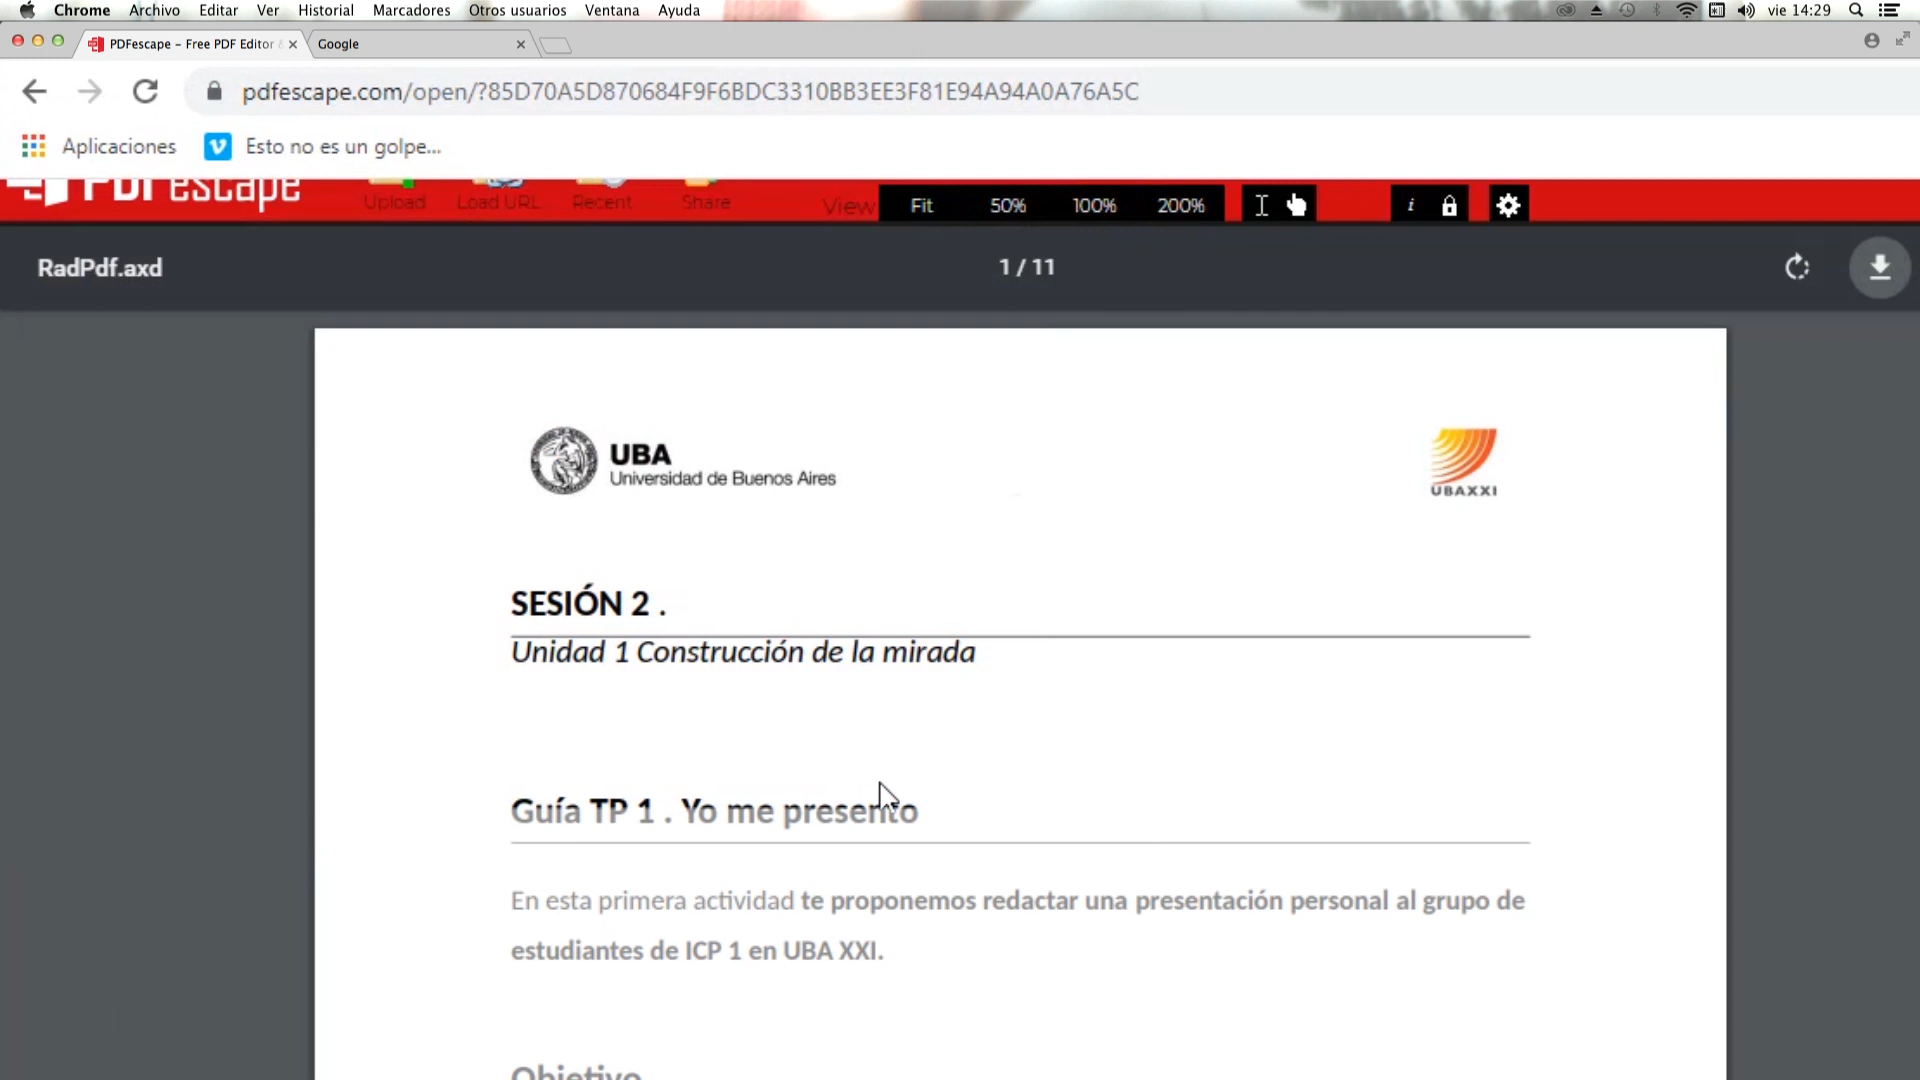 Chrome Archivo Editar Ver Historial Marcadores Otros usuarios Ventana Ayuda vie 14:29
PDFescape – Free PDF Editor Google
pdfescape.com/open/?85D70A5D870684F9F6BDC3310BB3EE3F81E94A94A0A76A5C
Aplicaciones Esto no es un golpe...
PDFescape Upload Load URL Recent Share View Fit 50% 100% 200% i
RadPdf.axd 1 / 11
UBA
Universidad de Buenos Aires
UBAXXI
SESIÓN 2 .
Unidad 1 Construcción de la mirada
Guía TP 1 . Yo me presento
En esta primera actividad te proponemos redactar una presentación personal al grupo de
estudiantes de ICP 1 en UBA XXI.
Objetivo